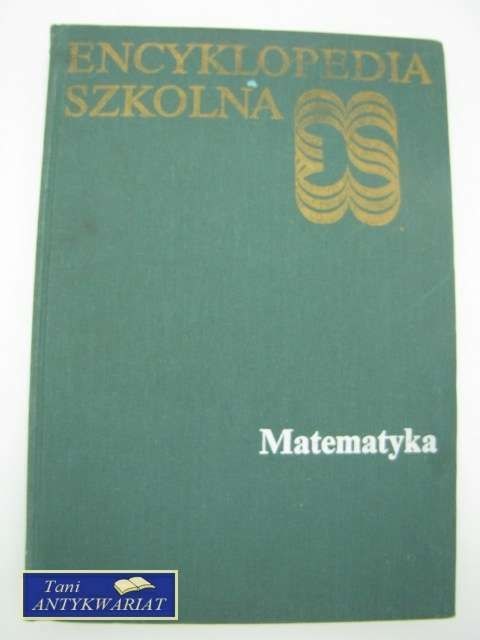 ENCYKLOPEDIA
SZKOLNA
Matematyka
Tani
ANTYKWARIAT